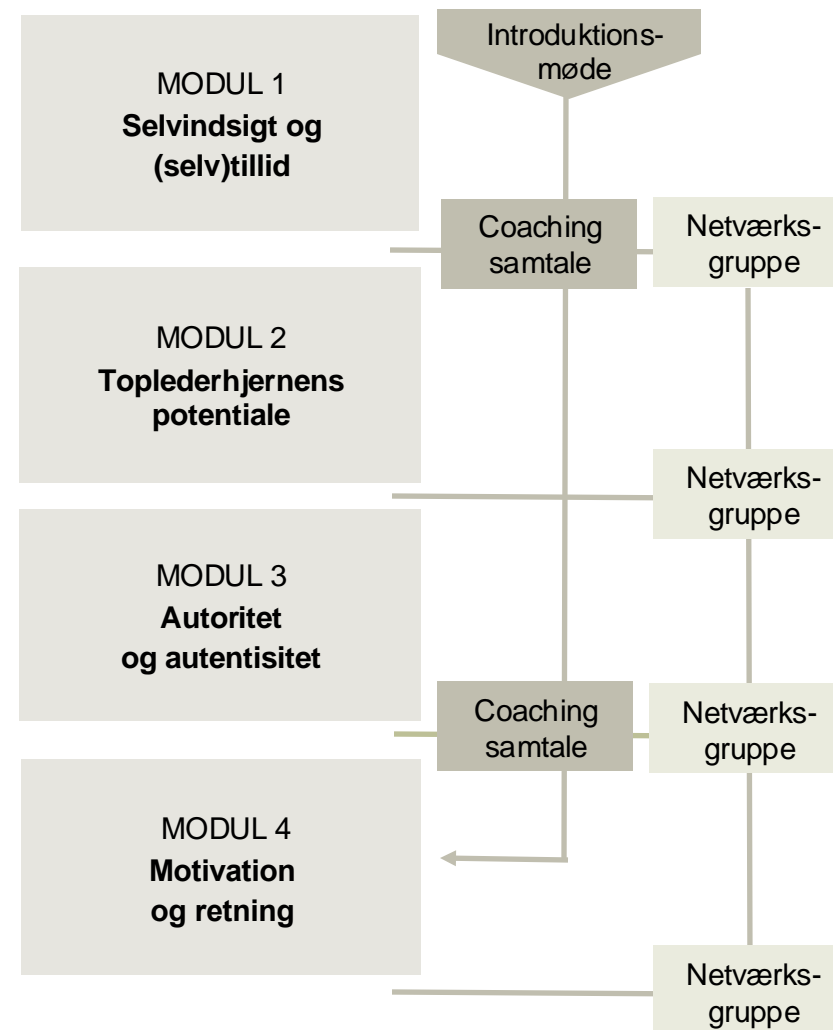 Introduktions-
møde
MODUL 1
Selvindsigt og
(selv)tillid
Coaching
samtale
Netværks-
gruppe
MODUL 2
Toplederhjernens
potentiale
Netværks-
gruppe
MODUL 3
Autoritet
og autentisitet
Coaching
samtale
Netværks-
gruppe
MODUL 4
Motivation
og retning
Netværks-
gruppe